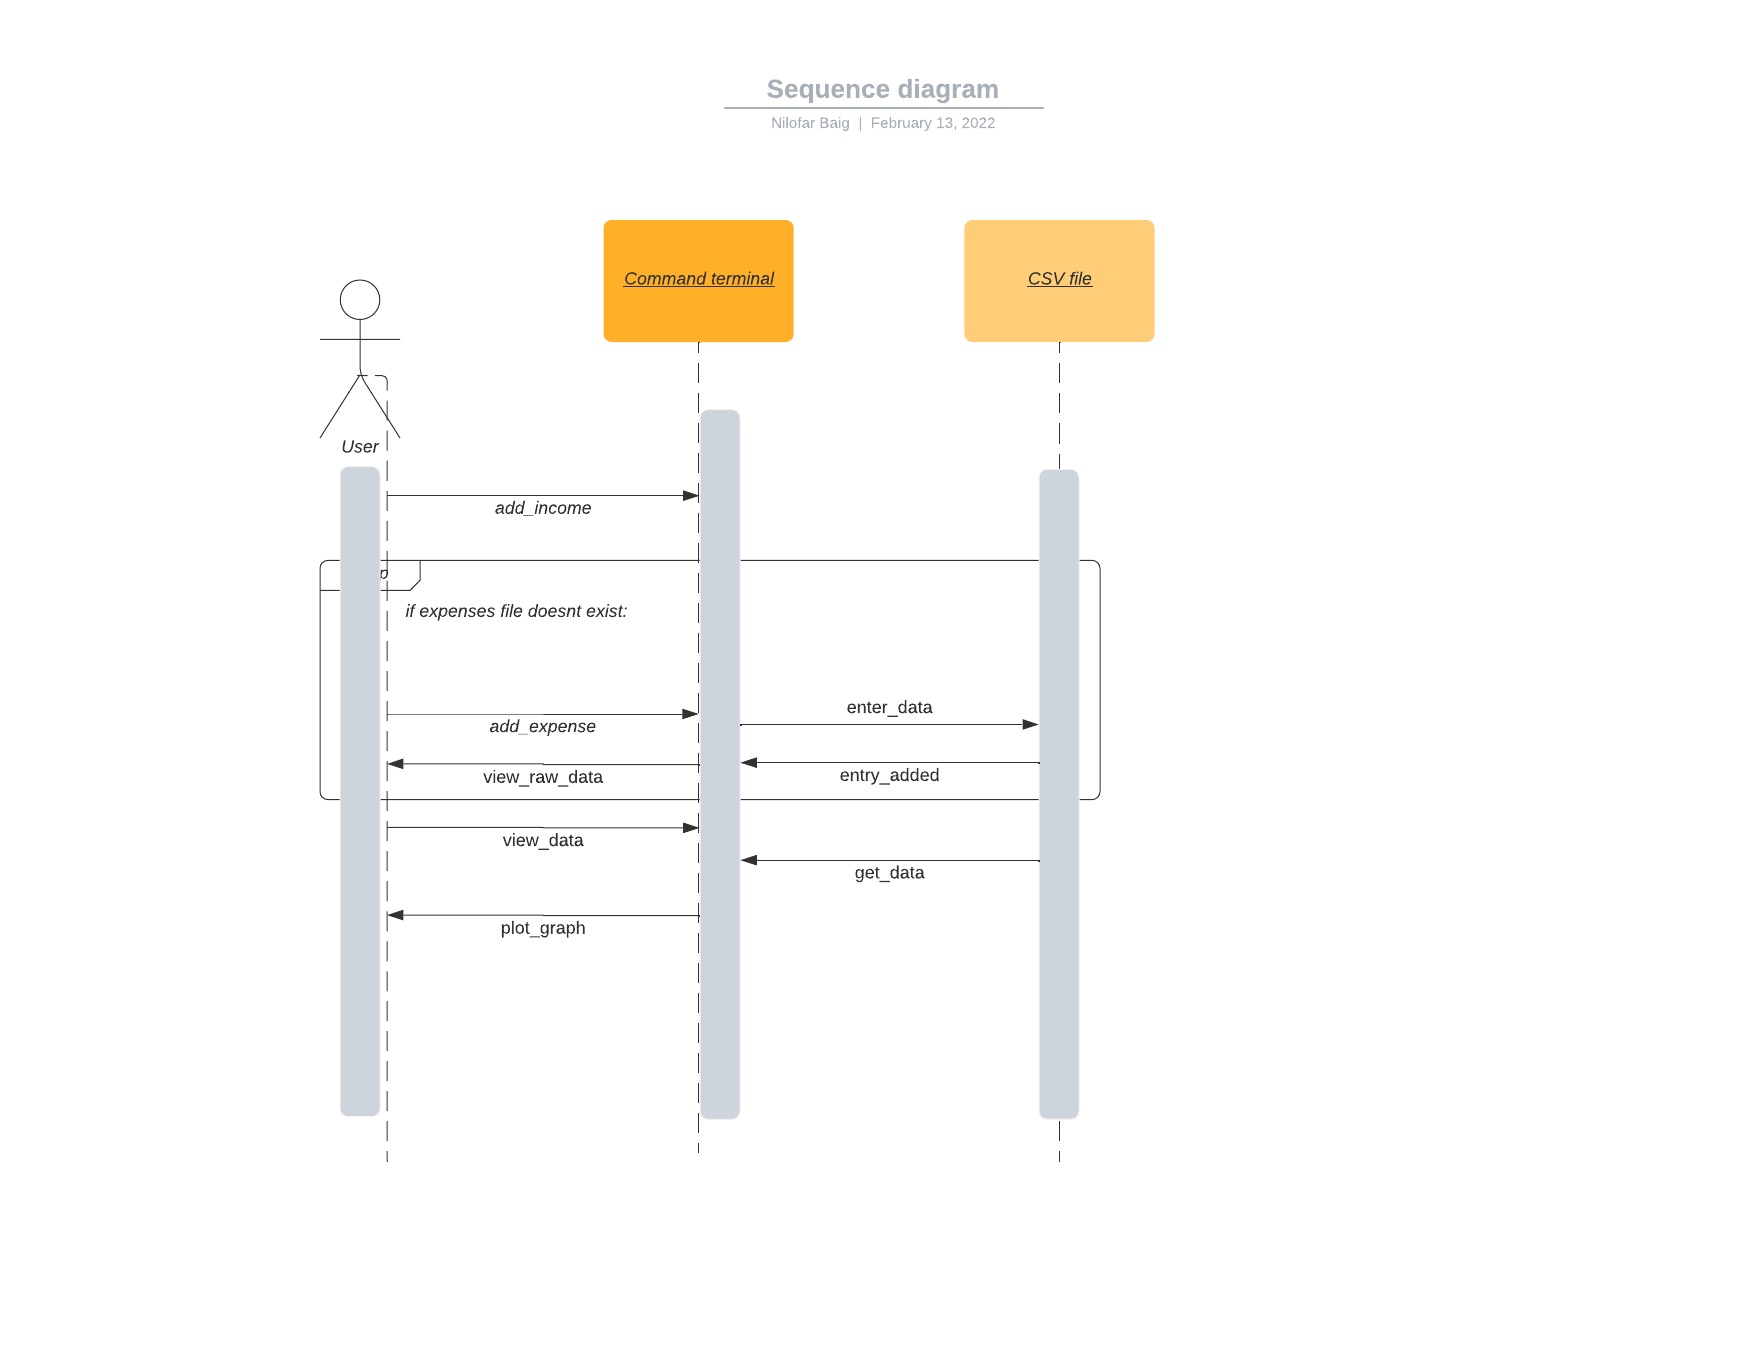 Sequence diagram
Nilofar Baig | February 13, 2022
Command terminal
CSV file
User
add_income
if expenses file doesnt exist:
enter_data
add_expense
entry_added
view_raw_data
view_data
get_data
plot_graph